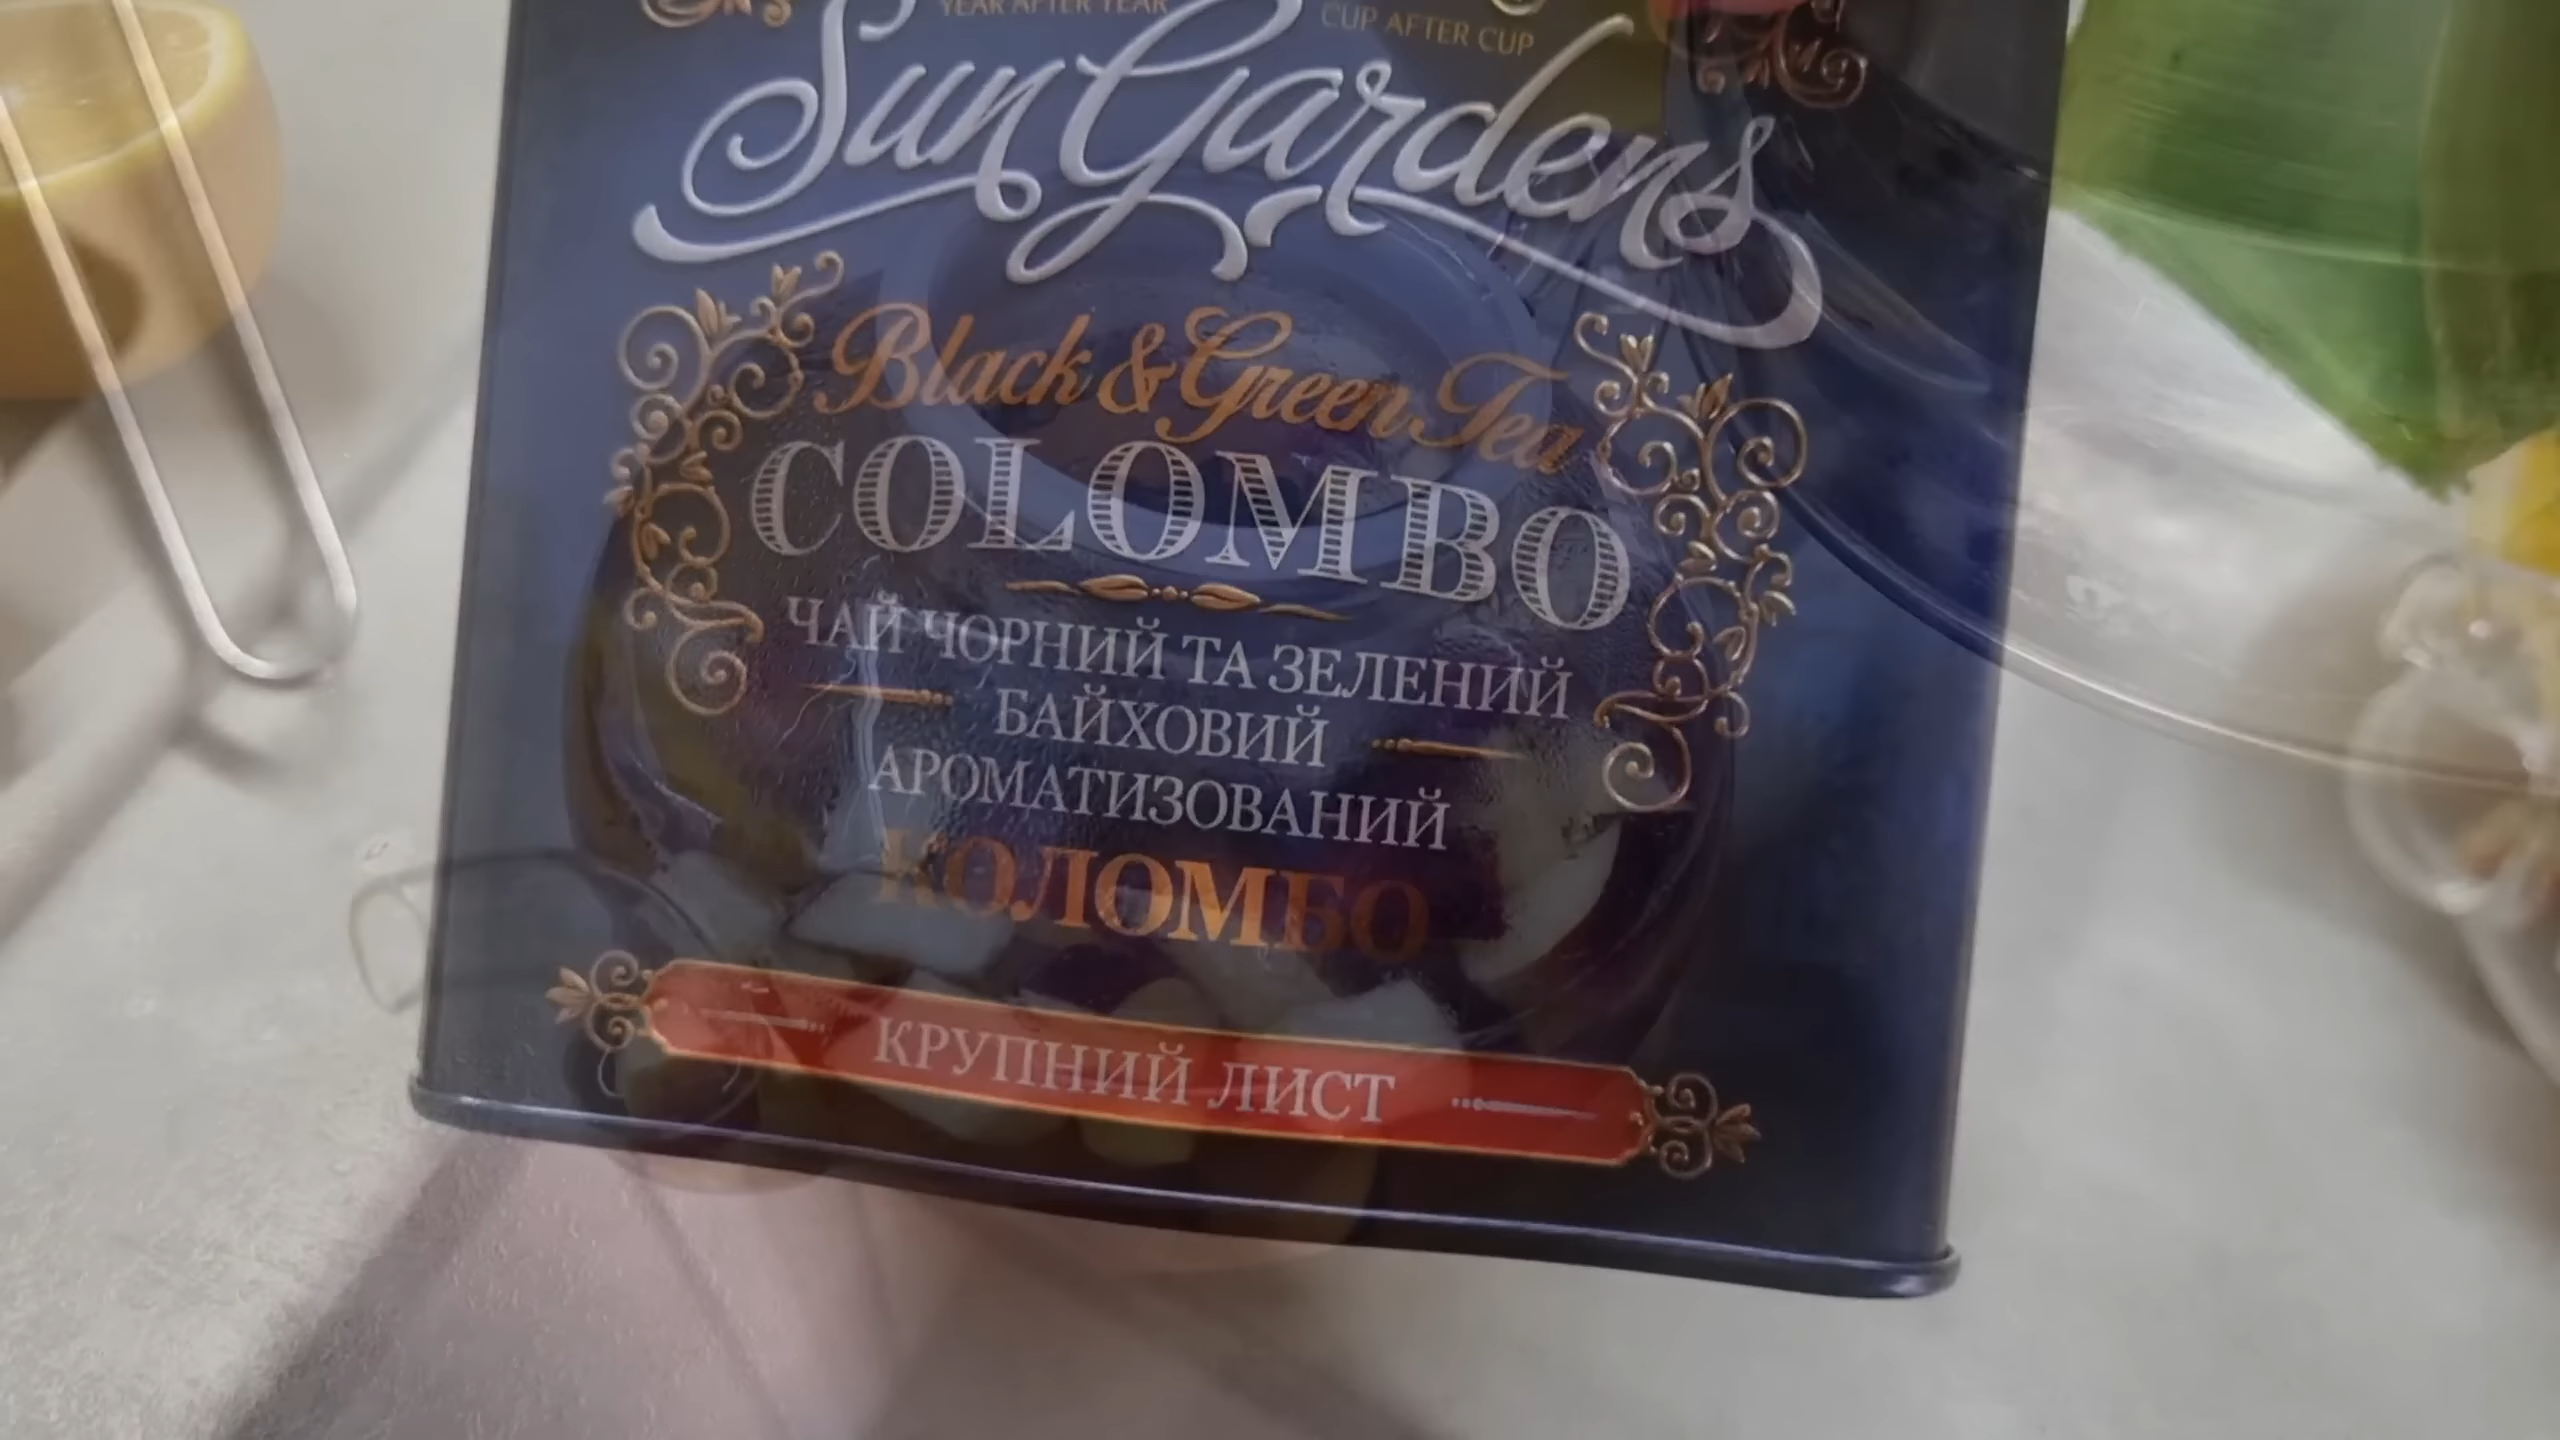 YEAR AFTER YEAR
CUP AFTER CUP
Sun Gardens
Black & Green Tea
COLOMBO
ЧАЙ ЧОРНИЙ ТА ЗЕЛЕНИЙ
БАЙХОВИЙ
АРОМАТИЗОВАНИЙ
КОЛОМБО
КРУПНИЙ ЛИСТ